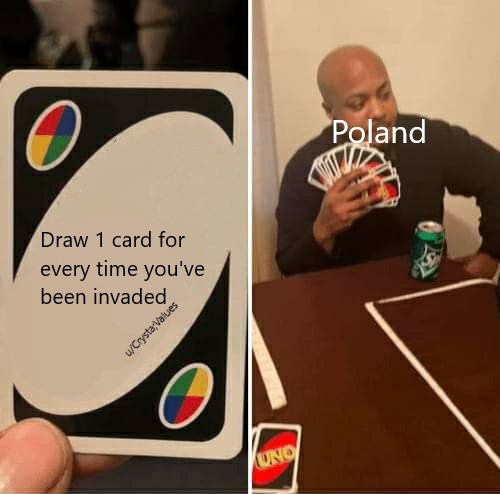 Draw 1 card for
every time you've
been invaded
u/CrystalValues
Poland
UNO